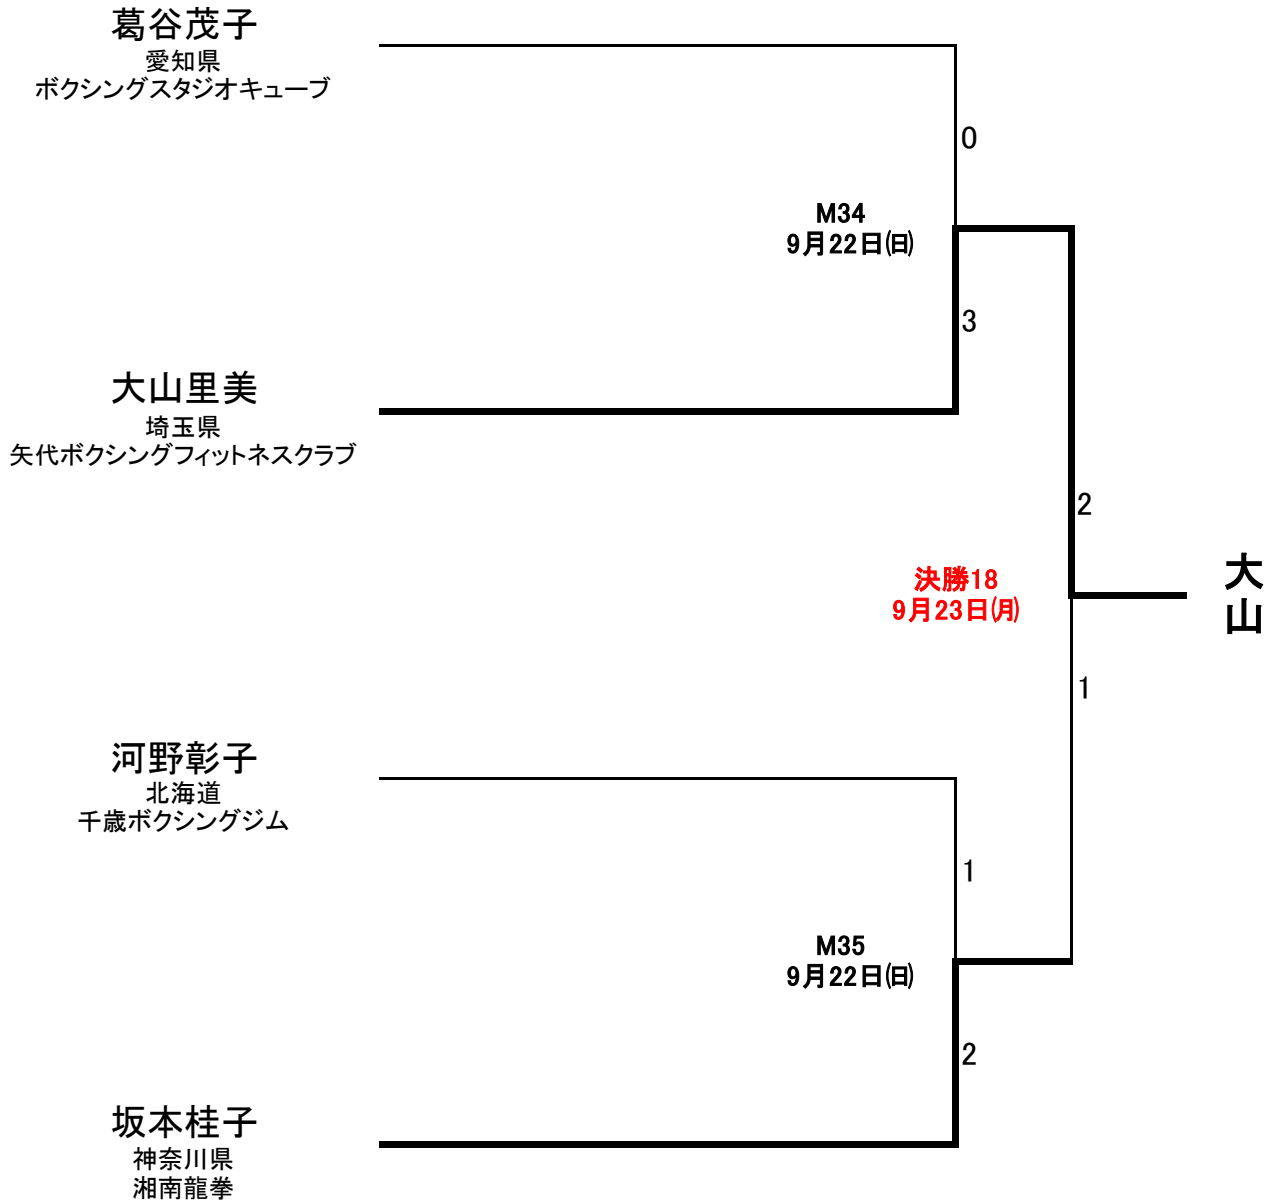 葛谷茂子
愛知県
ボクシングスタジオキューブ
0
M34
9月22日(日)
3
大山里美
埼玉県
矢代ボクシングフィットネスクラブ
2
決勝18
9月23日(月)
大山
1
河野彰子
北海道
千歳ボクシングジム
1
M35
9月22日(日)
2
坂本桂子
神奈川県
湘南龍拳